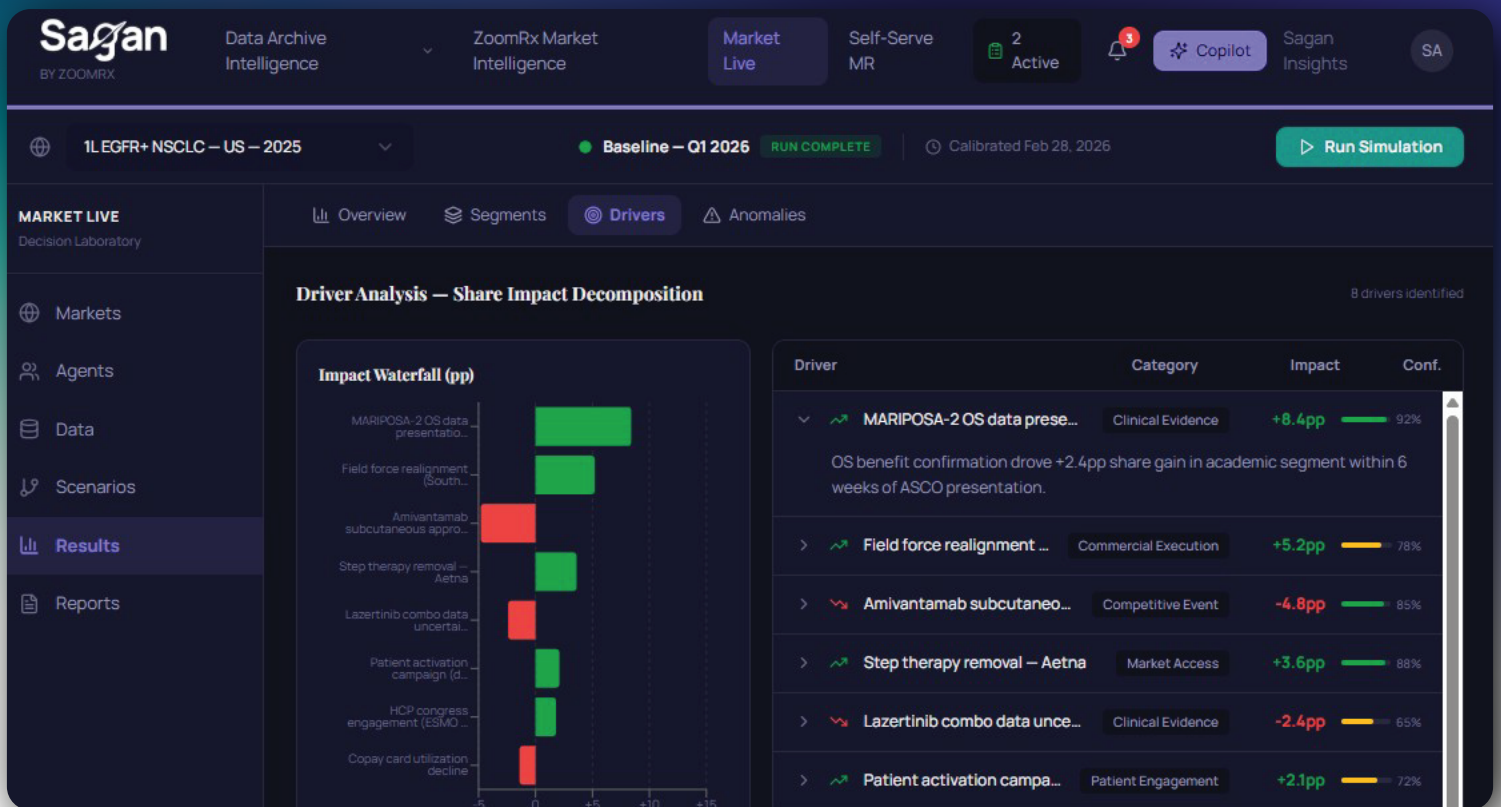 Sagan
BY ZOOMRX
Data Archive
Intelligence
ZoomRx Market
Intelligence
Market
Live
Self-Serve
MR
2
Active
3
Copilot
Sagan
Insights
SA
1L EGFR+ NSCLC — US — 2025
Baseline — Q1 2026
RUN COMPLETE
Calibrated Feb 28, 2026
Run Simulation
MARKET LIVE
Decision Laboratory
Markets
Agents
Data
Scenarios
Results
Reports
Overview
Segments
Drivers
Anomalies
Driver Analysis — Share Impact Decomposition
8 drivers identified
Impact Waterfall (pp)
MARIPOSA-2 OS data
presentatio...
Field force realignment
(South...
Amivantamab
subcutaneous appro...
Step therapy removal —
Aetna
Lazertinib combo data
uncertai...
Patient activation
campaign (d...
HCP congress
engagement (ESMO ...
Copay card utilization
decline
-5 0 +5 +10 +15
Driver Category Impact Conf.
MARIPOSA-2 OS data prese... Clinical Evidence +8.4pp 92%
OS benefit confirmation drove +2.4pp share gain in academic segment within 6
weeks of ASCO presentation.
Field force realignment ... Commercial Execution +5.2pp 78%
Amivantamab subcutaneo... Competitive Event -4.8pp 85%
Step therapy removal — Aetna Market Access +3.6pp 88%
Lazertinib combo data unce... Clinical Evidence -2.4pp 65%
Patient activation campa... Patient Engagement +2.1pp 72%